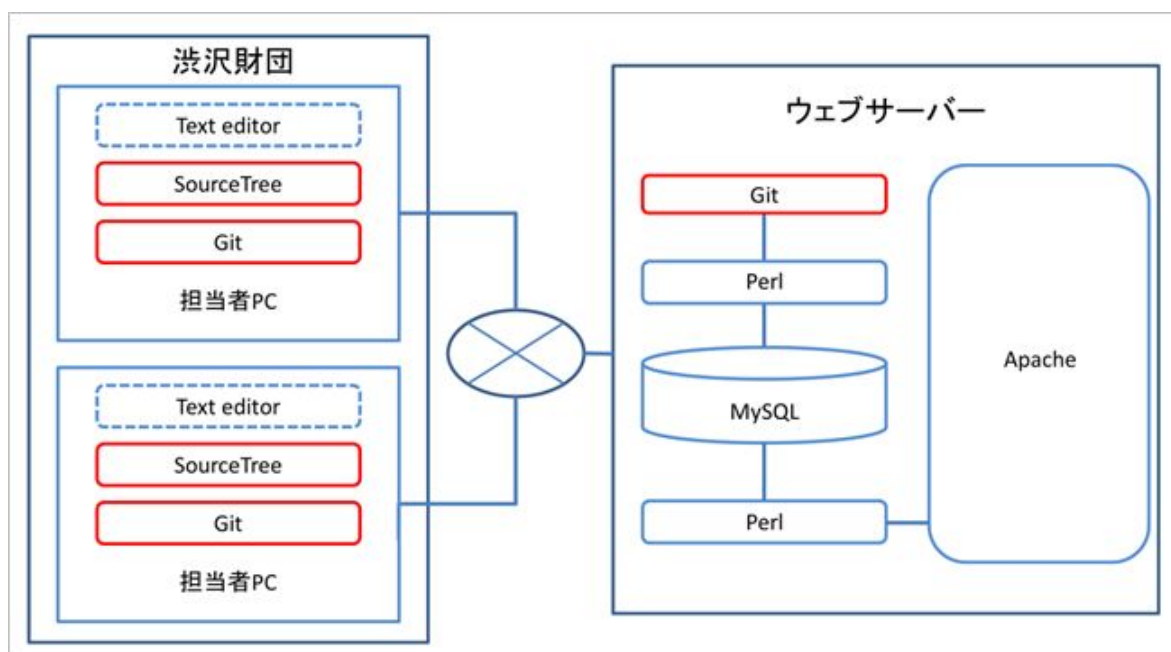 渋沢財団
Text editor
SourceTree
Git
担当者PC
Text editor
SourceTree
Git
担当者PC
ウェブサーバー
Git
Perl
MySQL
Perl
Apache